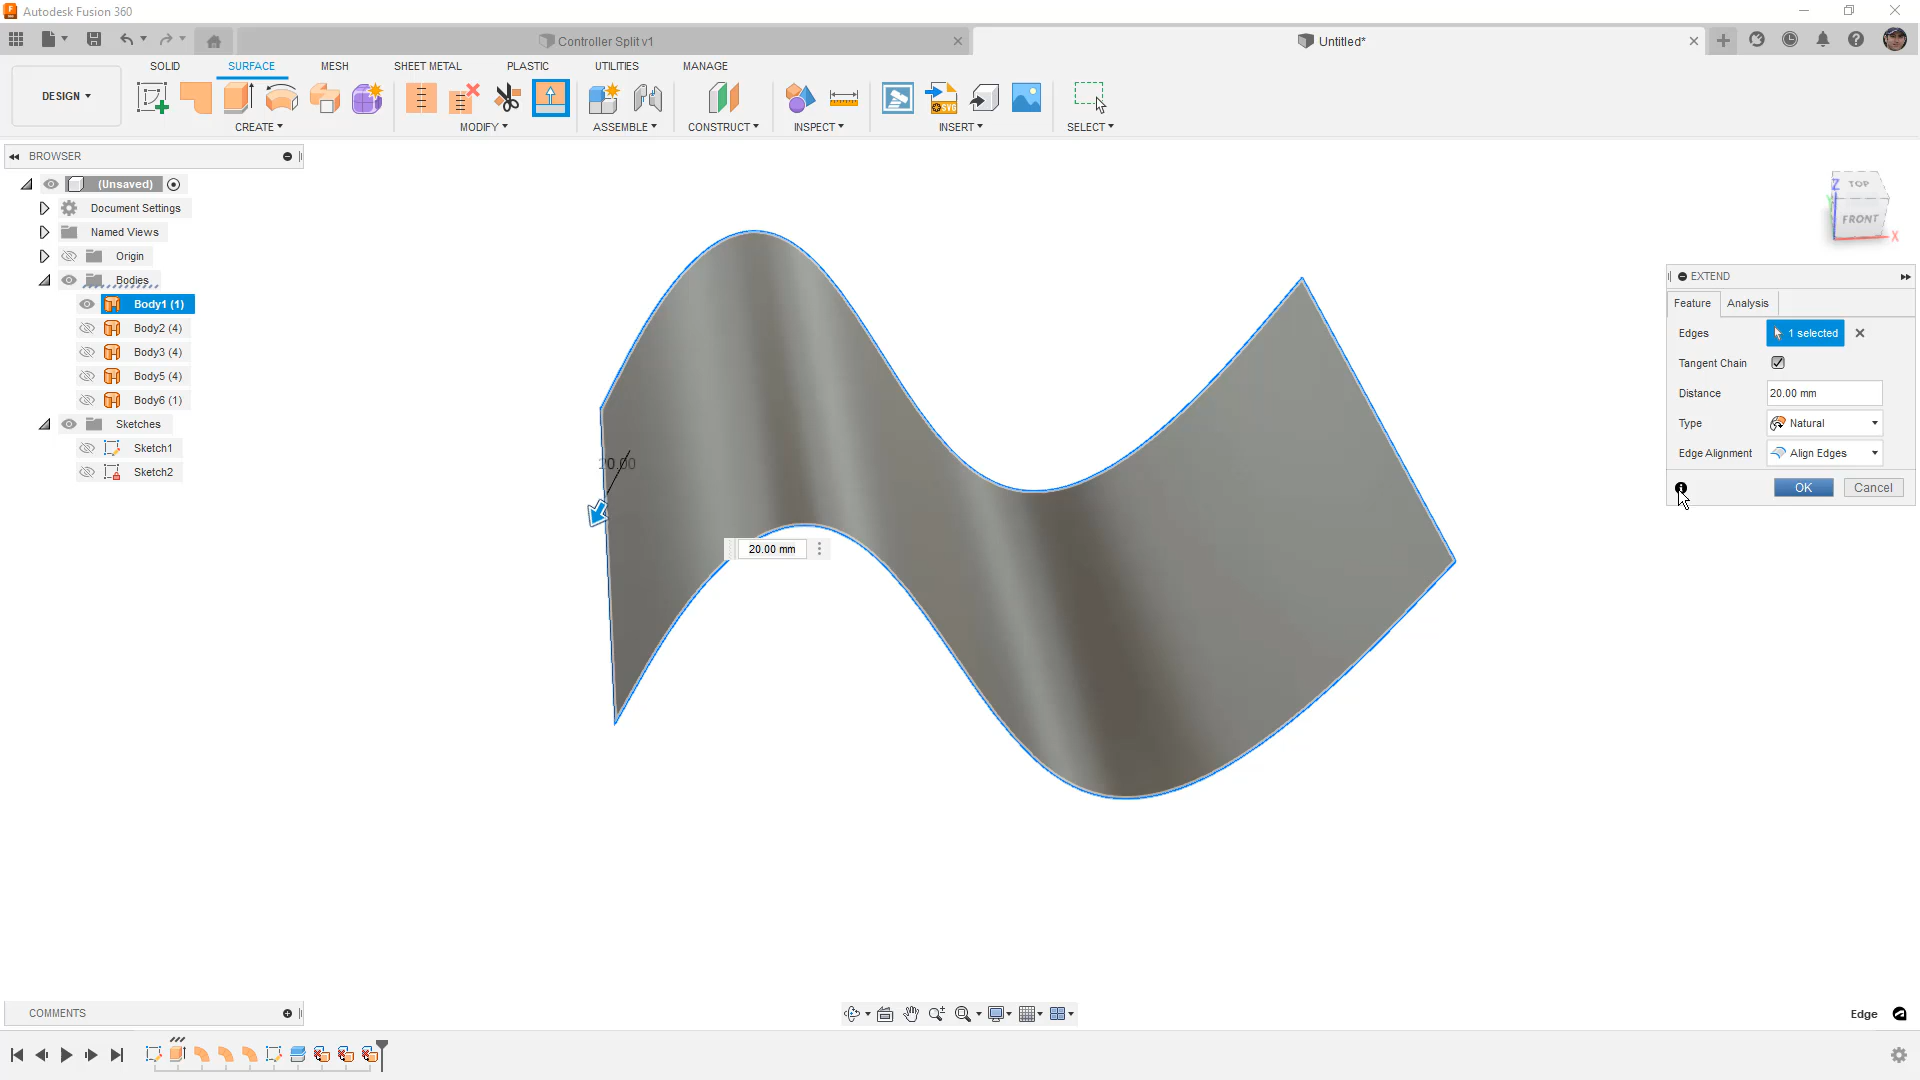 Autodesk Fusion 360
Controller Split v1
Untitled*
SOLID SURFACE MESH SHEET METAL PLASTIC UTILITIES MANAGE
DESIGN
CREATE MODIFY ASSEMBLE CONSTRUCT INSPECT INSERT SELECT
SVG
BROWSER
(Unsaved)
Document Settings
Named Views
Origin
Bodies
Body1 (1)
Body2 (4)
Body3 (4)
Body5 (4)
Body6 (1)
Sketches
Sketch1
Sketch2
20.00
20.00 mm
Z
TOP
FRONT
X
EXTEND
Feature Analysis
Edges 1 selected
Tangent Chain
Distance 20.00 mm
Type Natural
Edge Alignment Align Edges
OK Cancel
COMMENTS
Edge